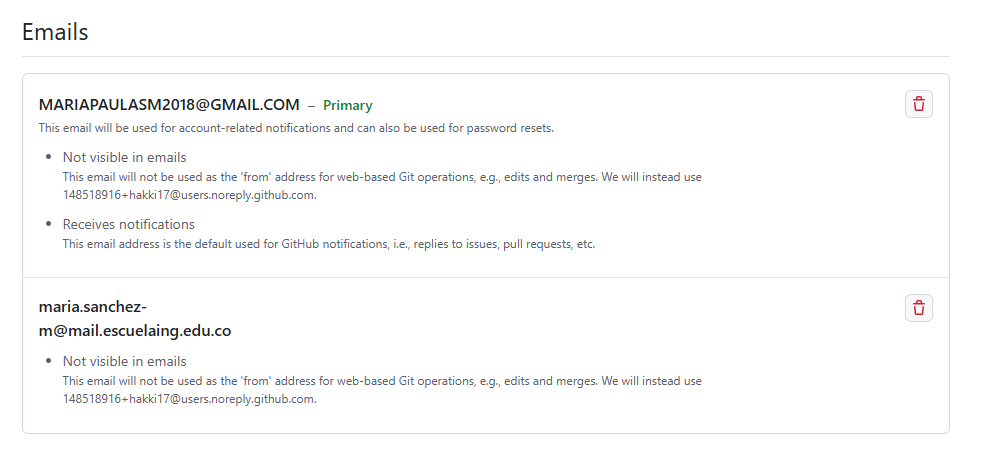 Emails
MARIAPAULASM2018@GMAIL.COM – Primary
This email will be used for account-related notifications and can also be used for password resets.
• Not visible in emails
This email will not be used as the 'from' address for web-based Git operations, e.g., edits and merges. We will instead use
148518916+hakki17@users.noreply.github.com.
• Receives notifications
This email address is the default used for GitHub notifications, i.e., replies to issues, pull requests, etc.
maria.sanchez-
m@mail.escuelaing.edu.co
• Not visible in emails
This email will not be used as the 'from' address for web-based Git operations, e.g., edits and merges. We will instead use
148518916+hakki17@users.noreply.github.com.